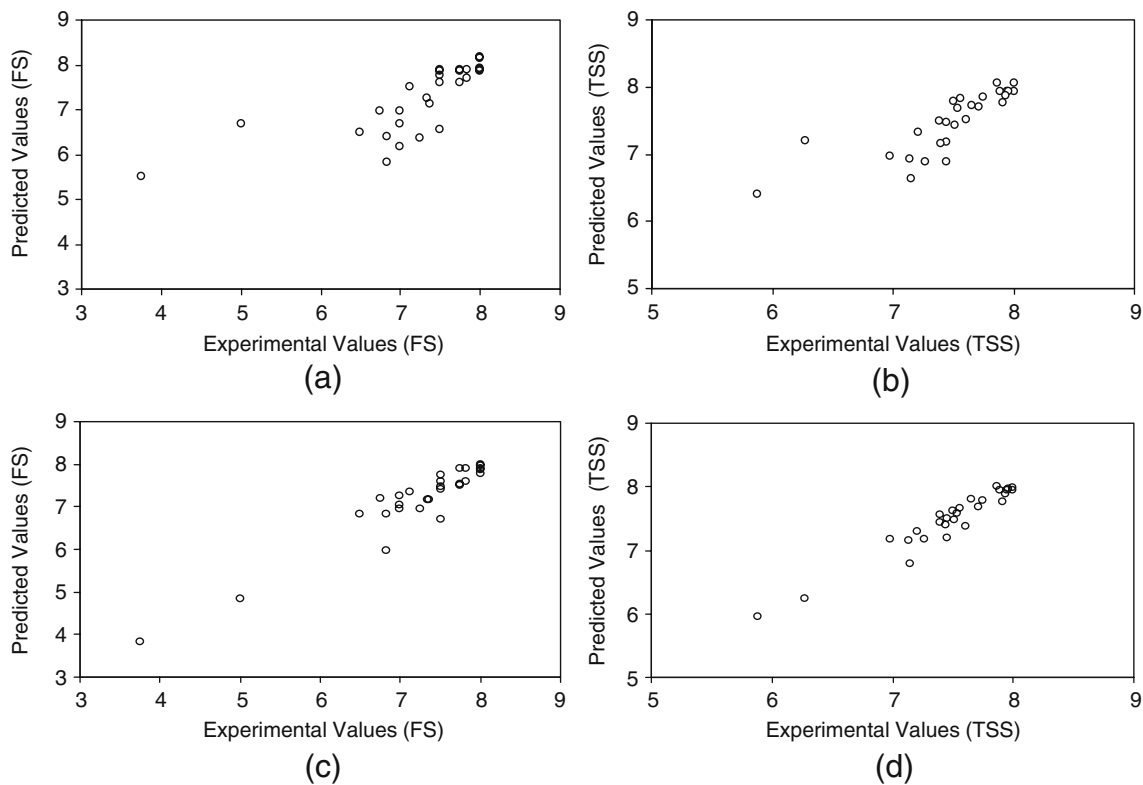 9
8
7
6
5
4
3
Predicted Values (FS)
3 4 5 6 7 8 9
Experimental Values (FS)
(a)
9
8
7
6
5
Predicted Values (TSS)
5 6 7 8 9
Experimental Values (TSS)
(b)
9
8
7
6
5
4
3
Predicted Values (FS)
3 4 5 6 7 8 9
Experimental Values (FS)
(c)
9
8
7
6
5
Predicted Values (TSS)
5 6 7 8 9
Experimental Values (TSS)
(d)